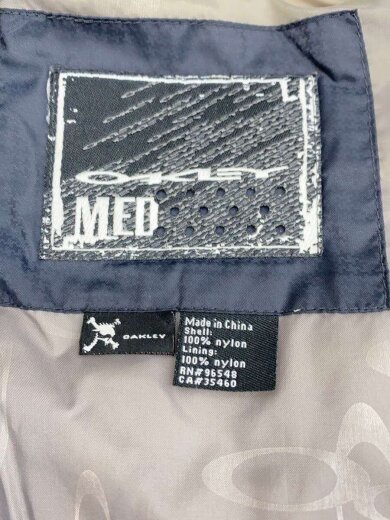 OAKLEY
MED
OAKLEY
Made in China
Shell:
100% nylon
Lining:
100% nylon
RN#96548
CA#35460